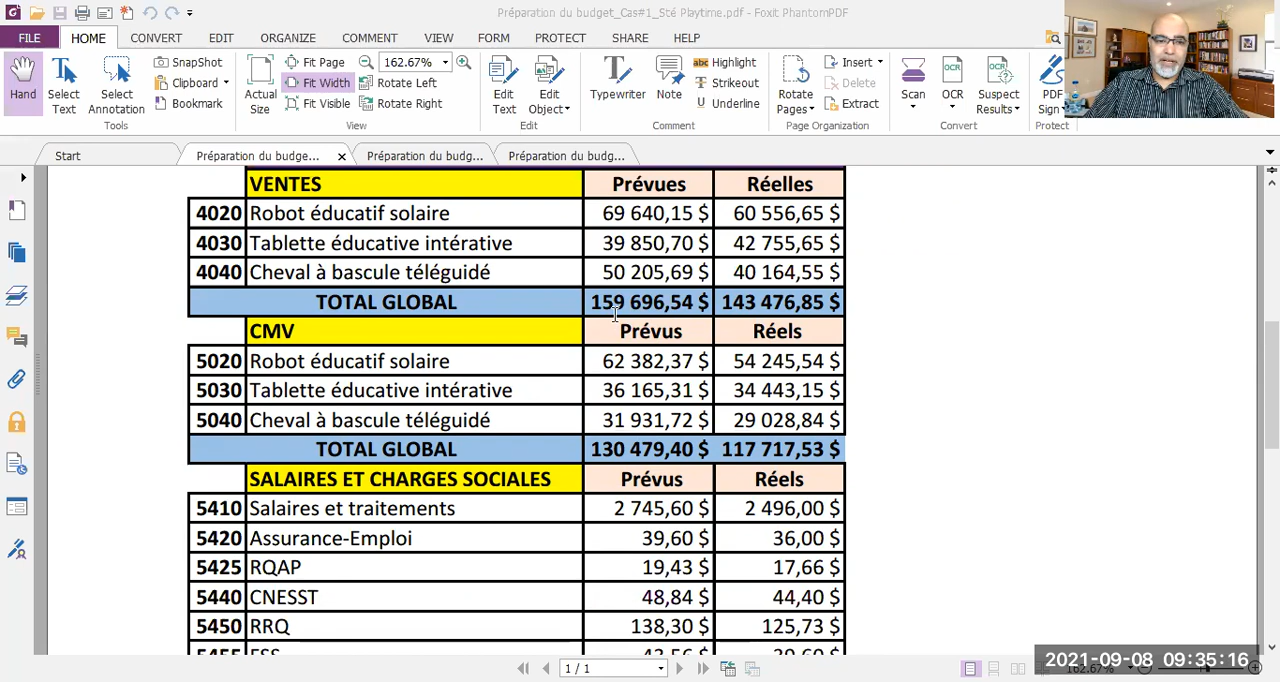 Préparation du budget_Cas#1_Sté Playtime.pdf - Foxit PhantomPDF
FILE HOME CONVERT EDIT ORGANIZE COMMENT VIEW FORM PROTECT SHARE HELP
Hand
Select Text
Select Annotation
SnapShot
Clipboard
Bookmark
Tools
Actual Size
Fit Page
Fit Width
Fit Visible
162.67%
Rotate Left
Rotate Right
View
Edit Text
Edit Object
Edit
Typewriter
Note
abc Highlight
Strikeout
U Underline
Comment
Rotate Pages
Insert
Delete
Extract
Page Organization
Scan
OCR
OCR
OCR
Suspect Results
Convert
PDF Sign
Protect
Start
Préparation du budge... x
Préparation du budg...
Préparation du budg...
VENTES Prévues Réelles
4020 Robot éducatif solaire 69 640,15 $ 60 556,65 $
4030 Tablette éducative intérative 39 850,70 $ 42 755,65 $
4040 Cheval à bascule téléguidé 50 205,69 $ 40 164,55 $
TOTAL GLOBAL 159 696,54 $ 143 476,85 $
CMV Prévus Réels
5020 Robot éducatif solaire 62 382,37 $ 54 245,54 $
5030 Tablette éducative intérative 36 165,31 $ 34 443,15 $
5040 Cheval à bascule téléguidé 31 931,72 $ 29 028,84 $
TOTAL GLOBAL 130 479,40 $ 117 717,53 $
SALAIRES ET CHARGES SOCIALES Prévus Réels
5410 Salaires et traitements 2 745,60 $ 2 496,00 $
5420 Assurance-Emploi 39,60 $ 36,00 $
5425 RQAP 19,43 $ 17,66 $
5440 CNESST 48,84 $ 44,40 $
5450 RRQ 138,30 $ 125,73 $
5455 FSS 43,56 $ 39,60 $
1 / 1
162.67%
2021-09-08 09:35:16